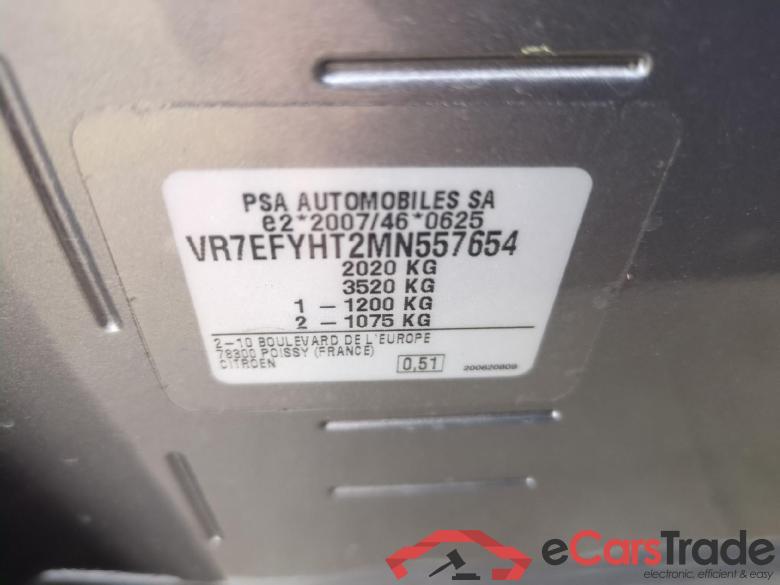 PSA AUTOMOBILES SA
e2*2007/46*0625
VR7EFYHT2MN557654
2020 KG
3520 KG
1 - 1200 KG
2 - 1075 KG
2-10 BOULEVARD DE L'EUROPE
78300 POISSY (FRANCE)
CITROEN
0,51
200620809
eCarsTrade
electronic, efficient & easy